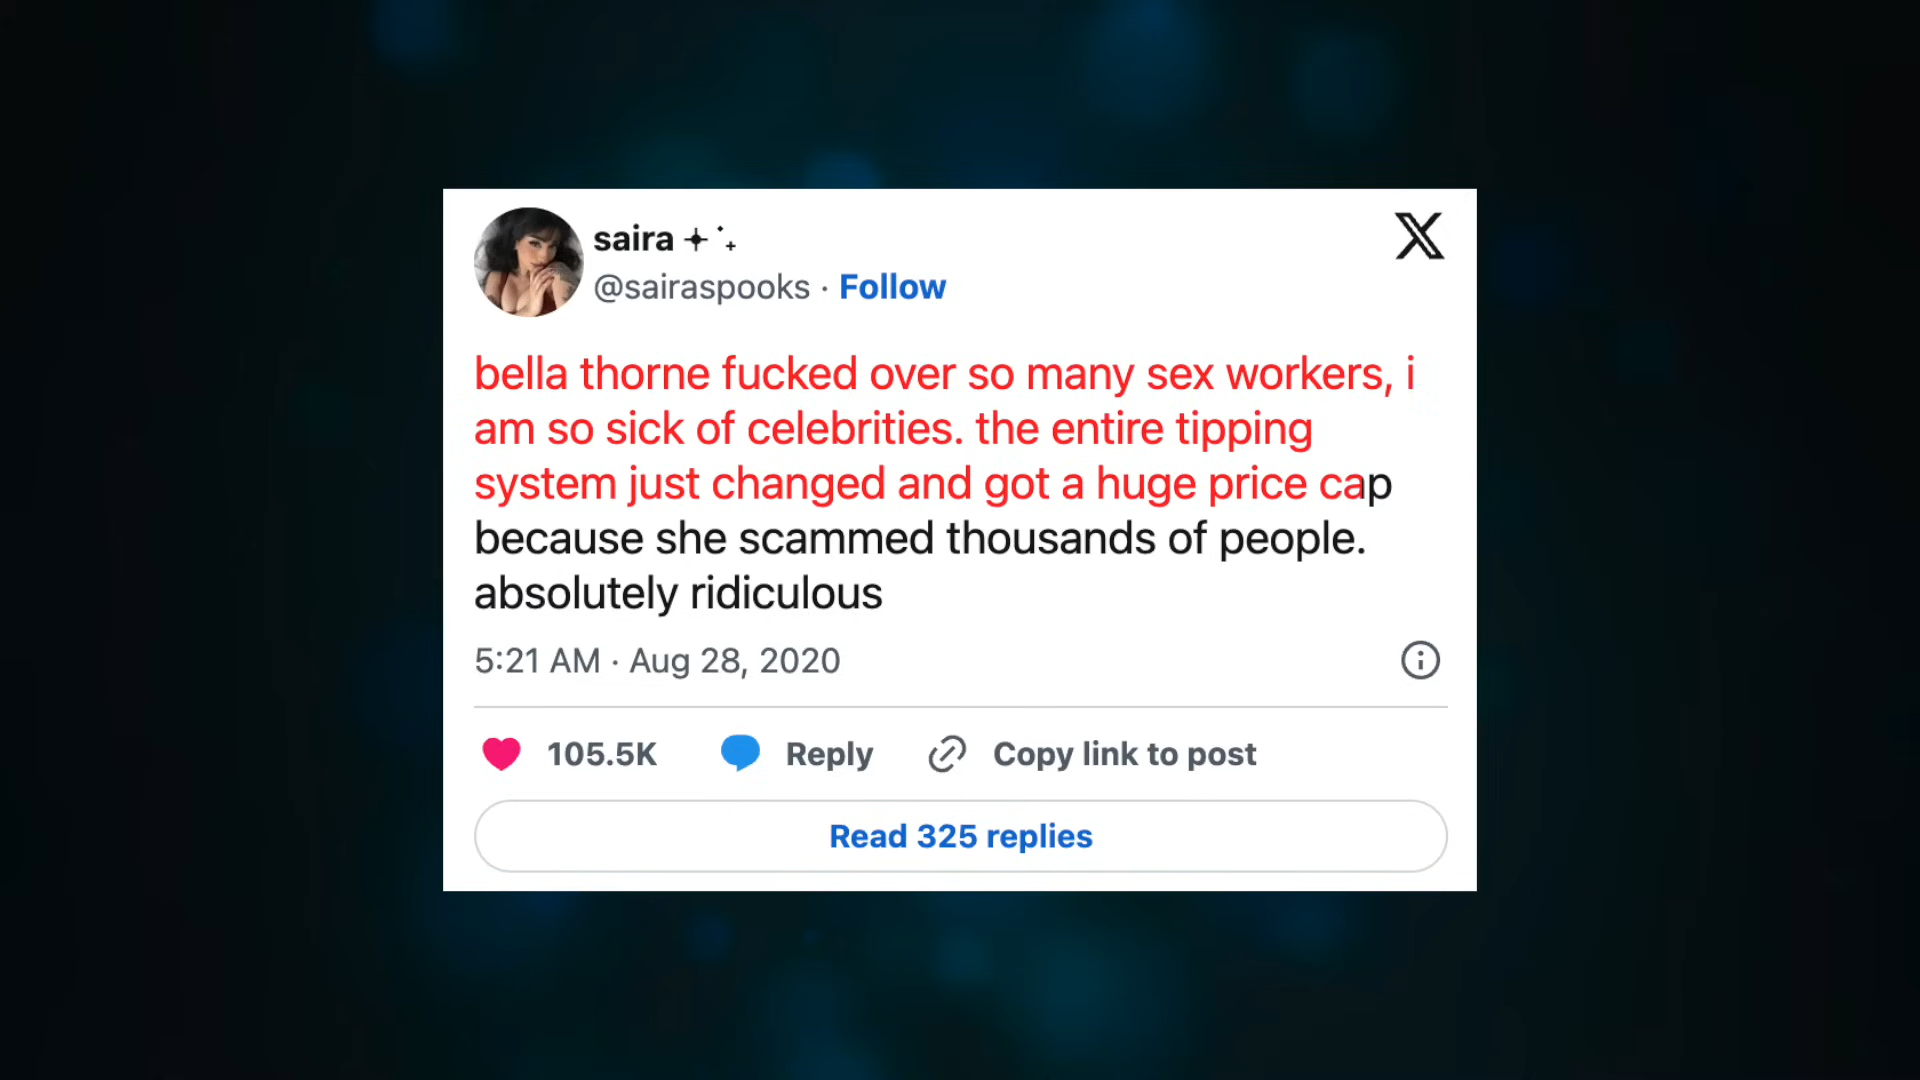 saira
@sairaspooks · Follow
bella thorne fucked over so many sex workers, i
am so sick of celebrities. the entire tipping
system just changed and got a huge price cap
because she scammed thousands of people.
absolutely ridiculous
5:21 AM · Aug 28, 2020
105.5K Reply Copy link to post
Read 325 replies